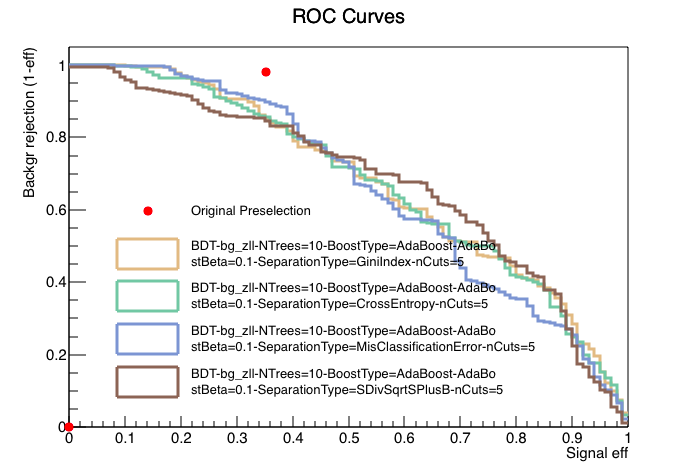 ROC Curves
Backgr rejection (1-eff)
1
0.8
0.6
0.4
0.2
0
Original Preselection
BDT-bg_zll-NTrees=10-BoostType=AdaBoost-AdaBo
stBeta=0.1-SeparationType=GiniIndex-nCuts=5
BDT-bg_zll-NTrees=10-BoostType=AdaBoost-AdaBo
stBeta=0.1-SeparationType=CrossEntropy-nCuts=5
BDT-bg_zll-NTrees=10-BoostType=AdaBoost-AdaBo
stBeta=0.1-SeparationType=MisClassificationError-nCuts=5
BDT-bg_zll-NTrees=10-BoostType=AdaBoost-AdaBo
stBeta=0.1-SeparationType=SDivSqrtSPlusB-nCuts=5
0 0.1 0.2 0.3 0.4 0.5 0.6 0.7 0.8 0.9 1
Signal eff